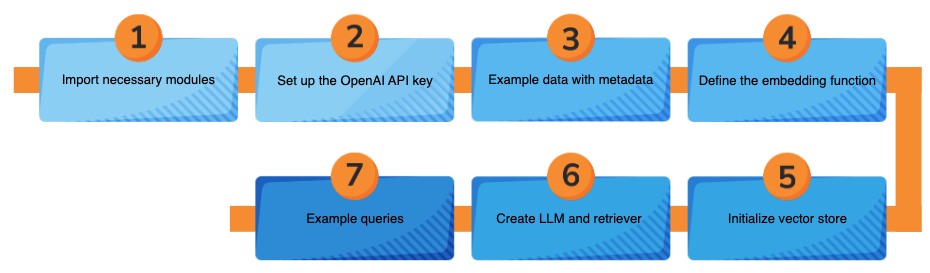 1
Import necessary modules
2
Set up the OpenAI API key
3
Example data with metadata
4
Define the embedding function
5
Initialize vector store
6
Create LLM and retriever
7
Example queries